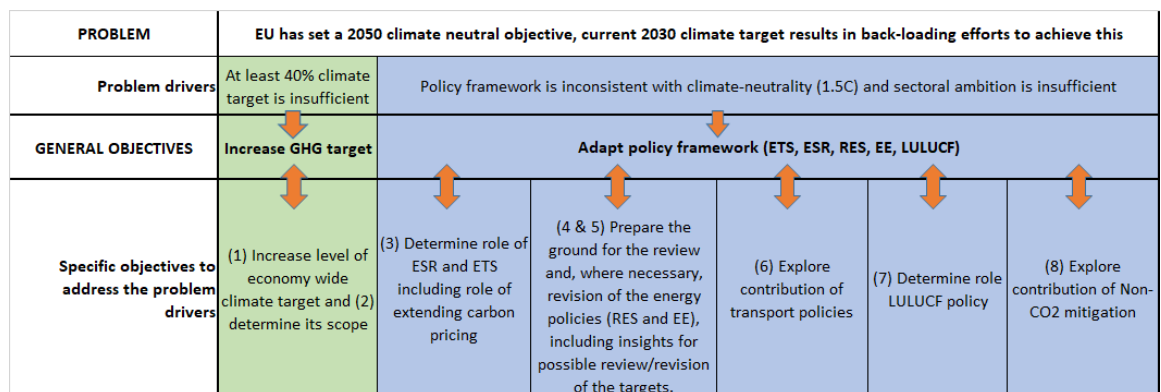 PROBLEM
EU has set a 2050 climate neutral objective, current 2030 climate target results in back-loading efforts to achieve this
Problem drivers
At least 40% climate
target is insufficient
Policy framework is inconsistent with climate-neutrality (1.5C) and sectoral ambition is insufficient
GENERAL OBJECTIVES
Increase GHG target
Adapt policy framework (ETS, ESR, RES, EE, LULUCF)
Specific objectives to
address the problem
drivers
(1) Increase level of
economy wide
climate target and (2)
determine its scope
(3) Determine role of
ESR and ETS
including role of
extending carbon
pricing
(4 & 5) Prepare the
ground for the review
and, where necessary,
revision of the energy
policies (RES and EE),
including insights for
possible review/revision
of the targets.
(6) Explore
contribution of
transport policies
(7) Determine role
LULUCF policy
(8) Explore
contribution of Non-
CO2 mitigation